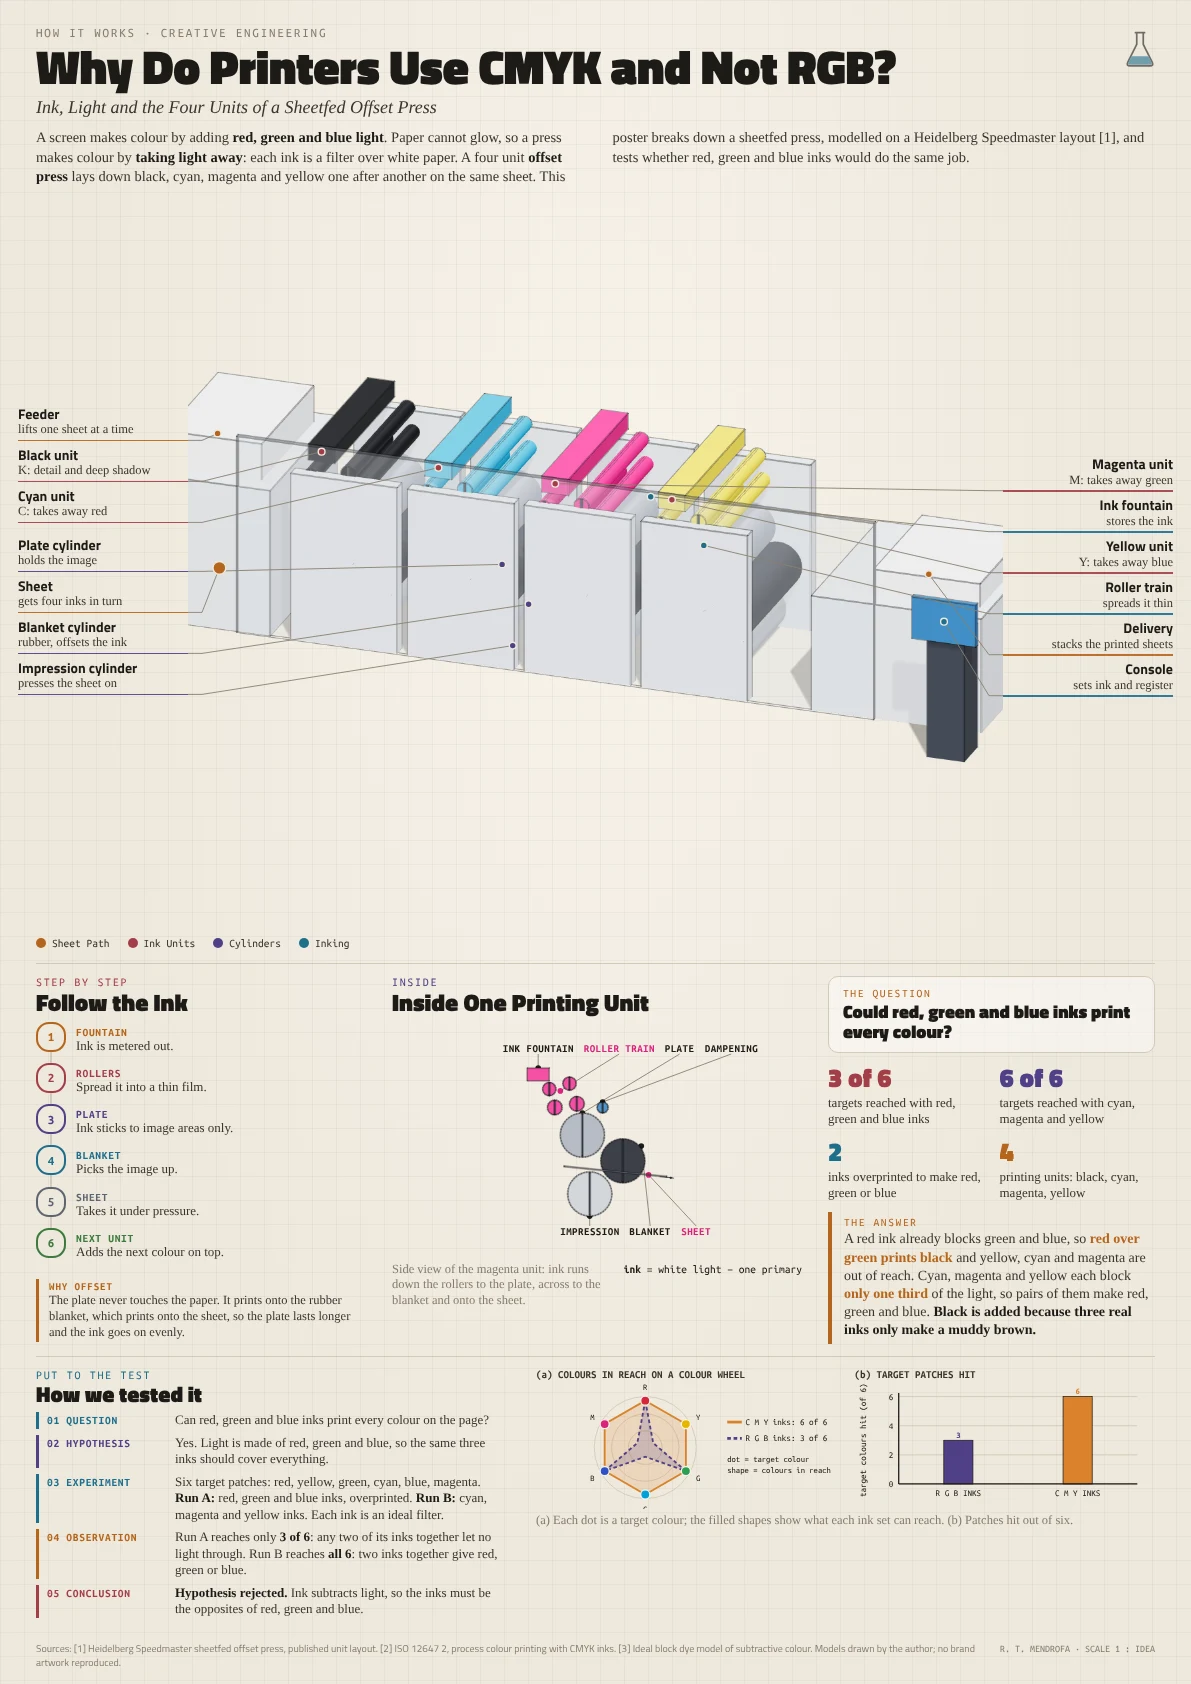 HOW IT WORKS · CREATIVE ENGINEERING
Why Do Printers Use CMYK and Not RGB?
Ink, Light and the Four Units of a Sheetfed Offset Press
A screen makes colour by adding red, green and blue light. Paper cannot glow, so a press
makes colour by taking light away: each ink is a filter over white paper. A four unit offset
press lays down black, cyan, magenta and yellow one after another on the same sheet. This
poster breaks down a sheetfed press, modelled on a Heidelberg Speedmaster layout [1], and
tests whether red, green and blue inks would do the same job.
Feeder
lifts one sheet at a time
Black unit
K: detail and deep shadow
Cyan unit
C: takes away red
Plate cylinder
holds the image
Sheet
gets four inks in turn
Blanket cylinder
rubber, offsets the ink
Impression cylinder
presses the sheet on
Magenta unit
M: takes away green
Ink fountain
stores the ink
Yellow unit
Y: takes away blue
Roller train
spreads it thin
Delivery
stacks the printed sheets
Console
sets ink and register
Sheet Path
Ink Units
Cylinders
Inking
STEP BY STEP
Follow the Ink
1
FOUNTAIN
Ink is metered out.
2
ROLLERS
Spread it into a thin film.
3
PLATE
Ink sticks to image areas only.
4
BLANKET
Picks the image up.
5
SHEET
Takes it under pressure.
6
NEXT UNIT
Adds the next colour on top.
WHY OFFSET
The plate never touches the paper. It prints onto the rubber
blanket, which prints onto the sheet, so the plate lasts longer
and the ink goes on evenly.
INSIDE
Inside One Printing Unit
INK FOUNTAIN ROLLER TRAIN PLATE DAMPENING
IMPRESSION BLANKET SHEET
Side view of the magenta unit: ink runs
down the rollers to the plate, across to the
blanket and onto the sheet.
ink = white light − one primary
THE QUESTION
Could red, green and blue inks print
every colour?
3 of 6
targets reached with red,
green and blue inks
6 of 6
targets reached with cyan,
magenta and yellow
2
inks overprinted to make red,
green or blue
4
printing units: black, cyan,
magenta, yellow
THE ANSWER
A red ink already blocks green and blue, so red over
green prints black and yellow, cyan and magenta are
out of reach. Cyan, magenta and yellow each block
only one third of the light, so pairs of them make red,
green and blue. Black is added because three real
inks only make a muddy brown.
PUT TO THE TEST
How we tested it
01 QUESTION
Can red, green and blue inks print every colour on the page?
02 HYPOTHESIS
Yes. Light is made of red, green and blue, so the same three
inks should cover everything.
03 EXPERIMENT
Six target patches: red, yellow, green, cyan, blue, magenta.
Run A: red, green and blue inks, overprinted. Run B: cyan,
magenta and yellow inks. Each ink is an ideal filter.
04 OBSERVATION
Run A reaches only 3 of 6: any two of its inks together let no
light through. Run B reaches all 6: two inks together give red,
green or blue.
05 CONCLUSION
Hypothesis rejected. Ink subtracts light, so the inks must be
the opposites of red, green and blue.
(a) COLOURS IN REACH ON A COLOUR WHEEL
R
M
Y
B
G
C M Y inks: 6 of 6
R G B inks: 3 of 6
dot = target colour
shape = colours in reach
(b) TARGET PATCHES HIT
target colours hit (of 6)
6
4
2
0
3
6
R G B INKS
C M Y INKS
(a) Each dot is a target colour; the filled shapes show what each ink set can reach. (b) Patches hit out of six.
Sources: [1] Heidelberg Speedmaster sheetfed offset press, published unit layout. [2] ISO 12647 2, process colour printing with CMYK inks. [3] Ideal block dye model of subtractive colour. Models drawn by the author; no brand
artwork reproduced.
R. T. MENDROFA · SCALE 1 : IDEA